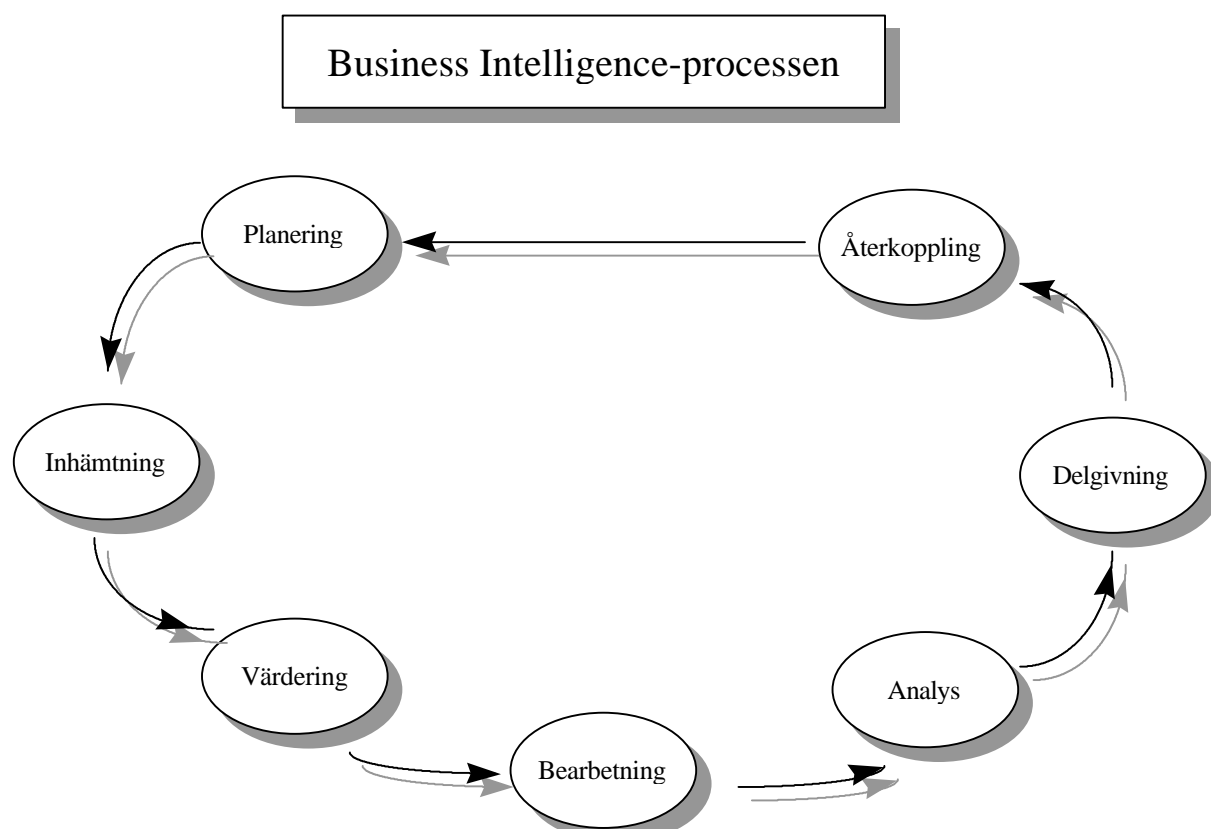 Business Intelligence-processen
Planering
Återkoppling
Inhämtning
Delgivning
Värdering
Analys
Bearbetning